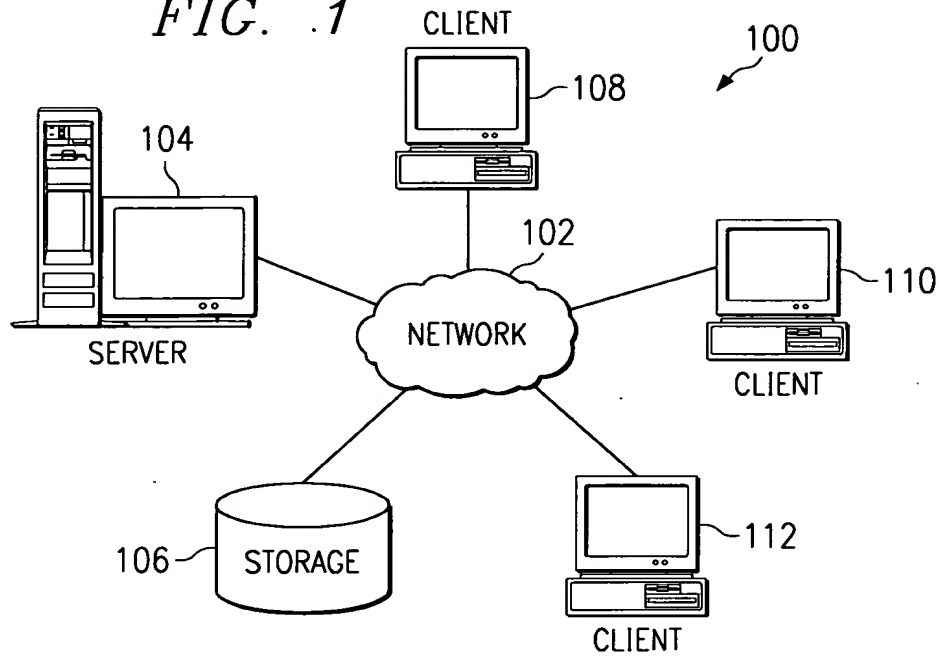 FIG. 1
CLIENT
100
108
104
102
110
NETWORK
SERVER
CLIENT
112
106
STORAGE
CLIENT